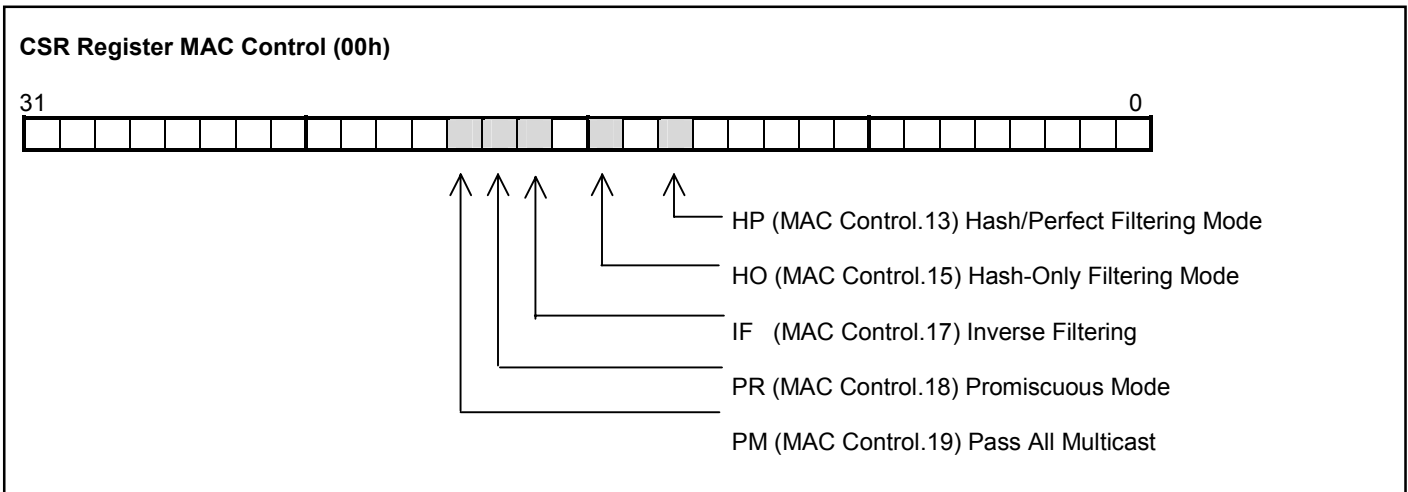 CSR Register MAC Control (00h)
31 0
HP (MAC Control.13) Hash/Perfect Filtering Mode
HO (MAC Control.15) Hash-Only Filtering Mode
IF (MAC Control.17) Inverse Filtering
PR (MAC Control.18) Promiscuous Mode
PM (MAC Control.19) Pass All Multicast